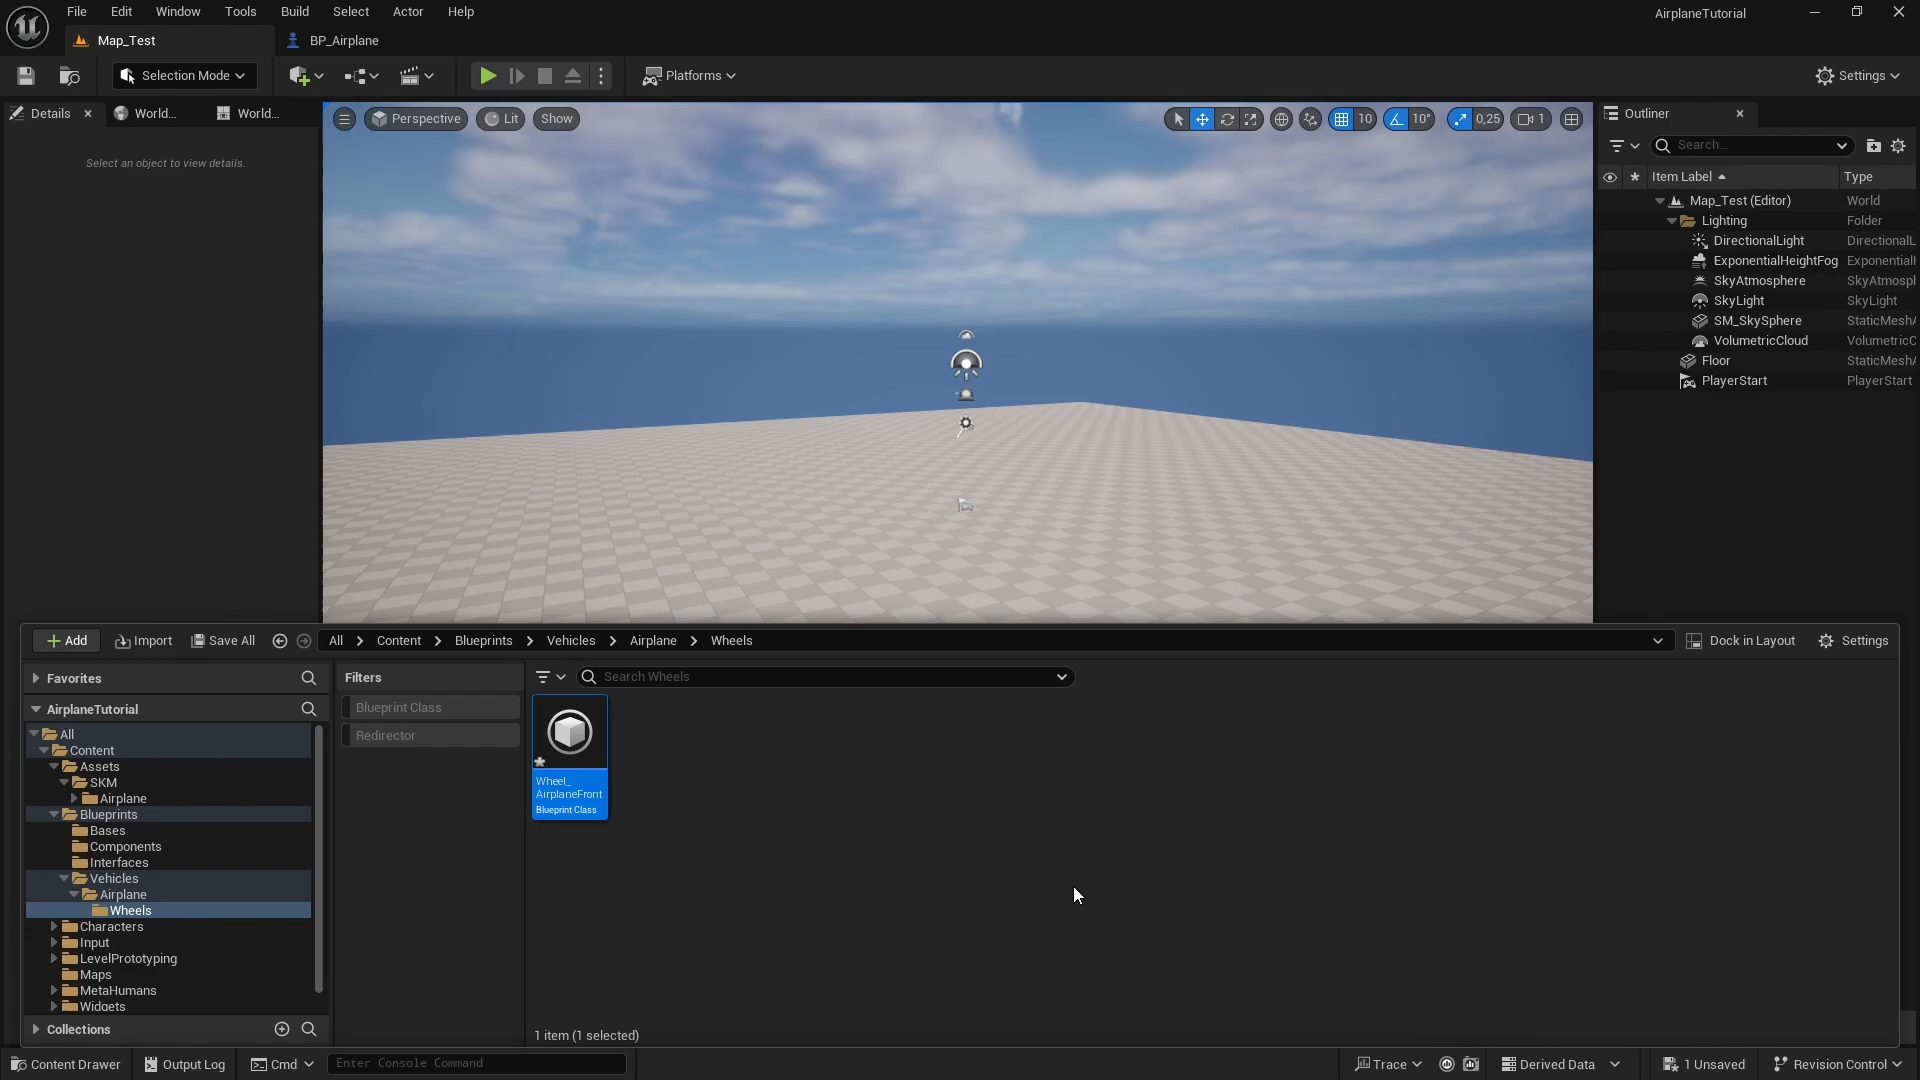 File Edit Window Tools Build Select Actor Help
AirplaneTutorial
Map_Test
BP_Airplane
Selection Mode
Platforms
Settings
Details
World...
World...
Select an object to view details.
Perspective
Lit
Show
10
10°
0,25
1
Outliner
Search...
Item Label
Type
Map_Test (Editor) World
Lighting Folder
DirectionalLight DirectionalL
ExponentialHeightFog Exponential
SkyAtmosphere SkyAtmosph
SkyLight SkyLight
SM_SkySphere StaticMesh
VolumetricCloud VolumetricC
Floor StaticMesh
PlayerStart PlayerStart
Add
Import
Save All
All Content Blueprints Vehicles Airplane Wheels
Dock in Layout
Settings
Favorites
AirplaneTutorial
All
Content
Assets
SKM
Airplane
Blueprints
Bases
Components
Interfaces
Vehicles
Airplane
Wheels
Characters
Input
LevelPrototyping
Maps
MetaHumans
Widgets
Collections
Filters
Blueprint Class
Redirector
Search Wheels
Wheel_
AirplaneFront
Blueprint Class
1 item (1 selected)
Content Drawer
Output Log
Cmd
Enter Console Command
Trace
Derived Data
1 Unsaved
Revision Control